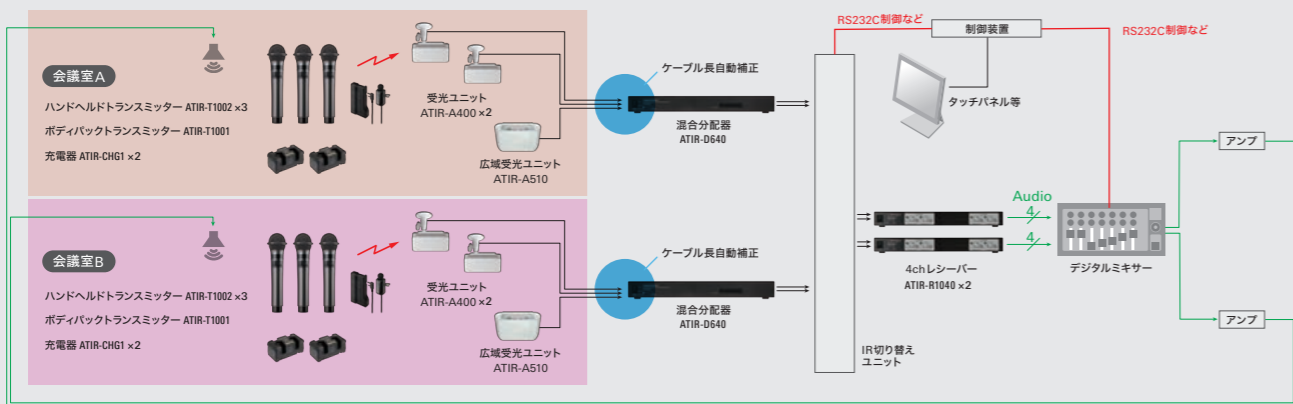 RS232C制御など
制御装置
RS232C制御など
タッチパネル等
会議室A
ハンドヘルドトランスミッター ATIR-T1002 ×3
ボディパックトランスミッター ATIR-T1001
充電器 ATIR-CHG1 ×2
受光ユニット
ATIR-A400 ×2
広域受光ユニット
ATIR-A510
ケーブル長自動補正
混合分配器
ATIR-D640
アンプ
Audio
4
4
4chレシーバー
ATIR-R1040 ×2
デジタルミキサー
会議室B
ハンドヘルドトランスミッター ATIR-T1002 ×3
ボディパックトランスミッター ATIR-T1001
充電器 ATIR-CHG1 ×2
受光ユニット
ATIR-A400 ×2
広域受光ユニット
ATIR-A510
ケーブル長自動補正
混合分配器
ATIR-D640
IR切り替え
ユニット
アンプ